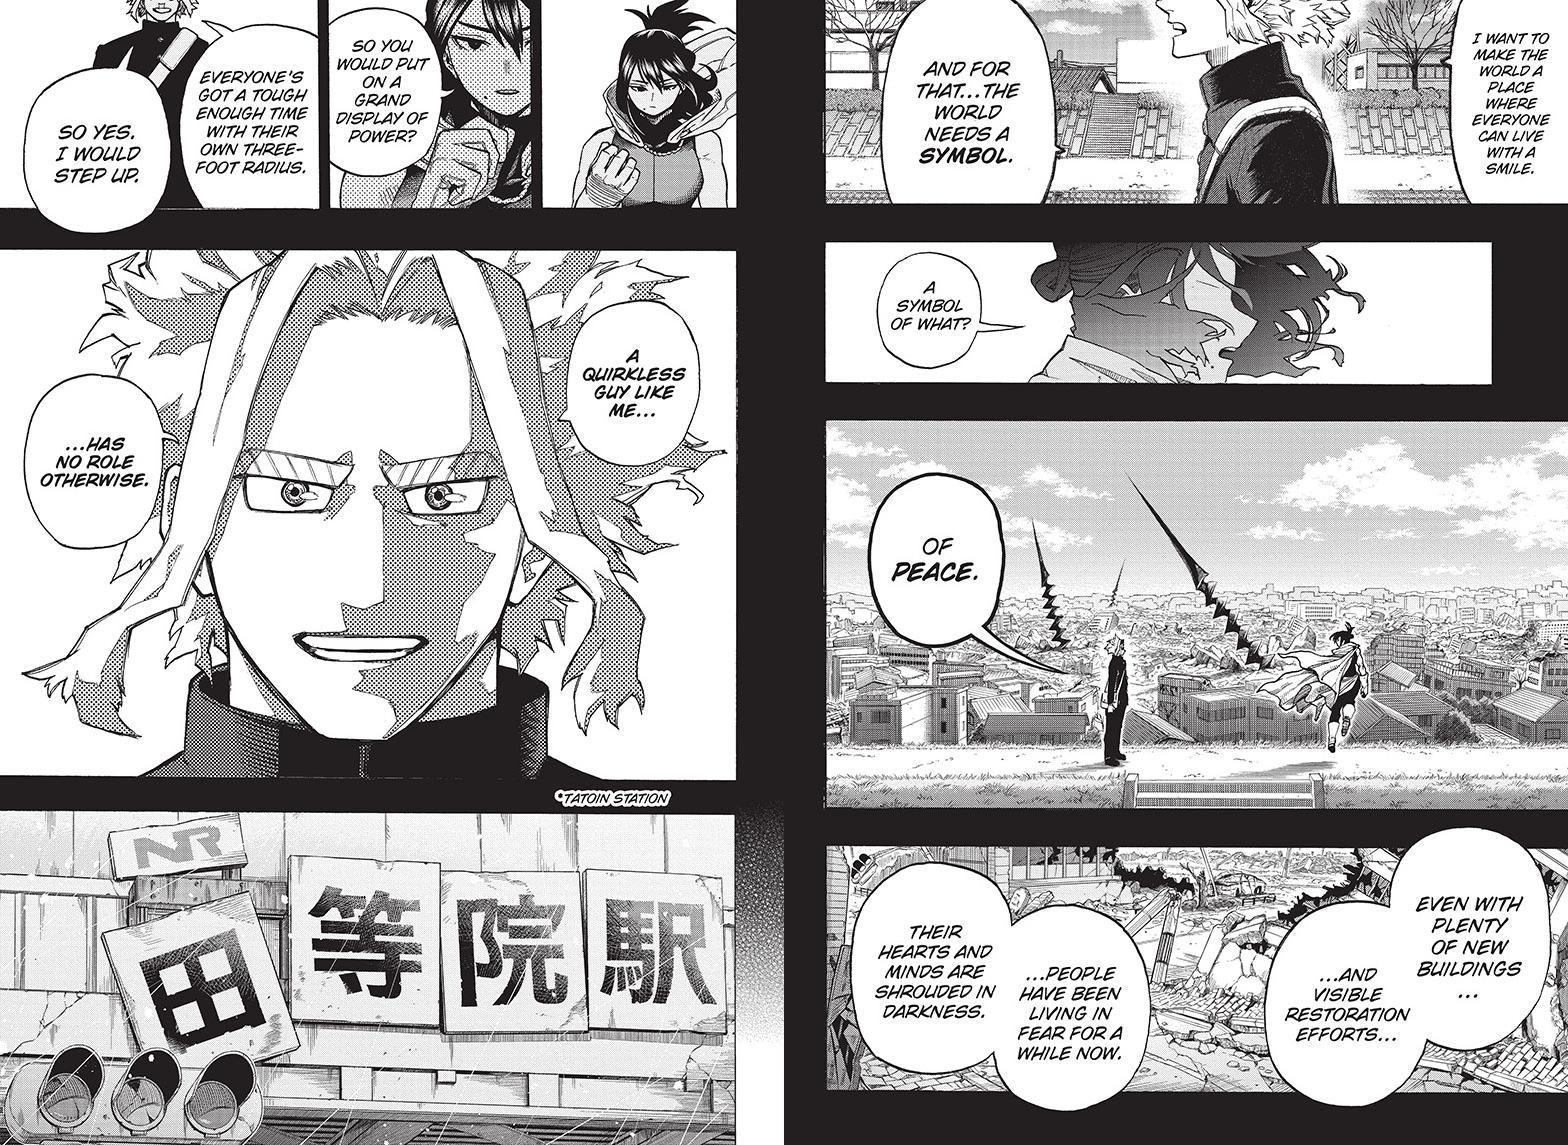 I WANT TO
MAKE THE
WORLD A
PLACE
WHERE
EVERYONE
CAN LIVE
WITH A
SMILE.
AND FOR
THAT...THE
WORLD
NEEDS A
SYMBOL.
A
SYMBOL
OF WHAT?
OF
PEACE.
EVEN WITH
PLENTY
OF NEW
BUILDINGS
...
...AND
VISIBLE
RESTORATION
EFFORTS...
...PEOPLE
HAVE BEEN
LIVING IN
FEAR FOR A
WHILE NOW.
THEIR
HEARTS AND
MINDS ARE
SHROUDED IN
DARKNESS.
SO YOU
WOULD PUT
ON A
GRAND
DISPLAY OF
POWER?
EVERYONE'S
GOT A TOUGH
ENOUGH TIME
WITH THEIR
OWN THREE-
FOOT RADIUS.
SO YES.
I WOULD
STEP UP.
A
QUIRKLESS
GUY LIKE
ME...
...HAS
NO ROLE
OTHERWISE.
*TATOIN STATION
NR
田等院駅